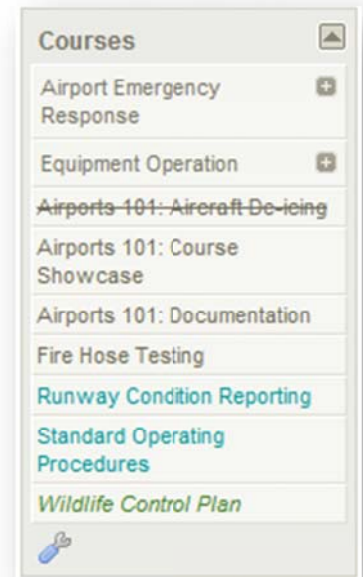 Courses
Airport Emergency
Response
Equipment Operation
Airports 101: Aircraft De-icing
Airports 101: Course
Showcase
Airports 101: Documentation
Fire Hose Testing
Runway Condition Reporting
Standard Operating
Procedures
Wildlife Control Plan